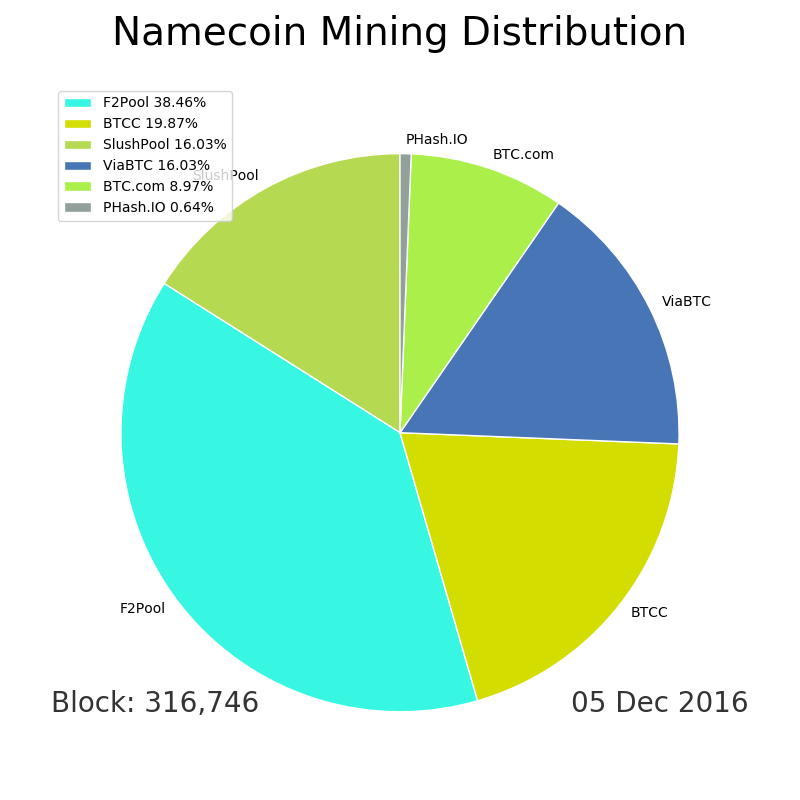 Namecoin Mining Distribution
F2Pool 38.46%
BTCC 19.87%
SlushPool 16.03%
ViaBTC 16.03%
BTC.com 8.97%
PHash.IO 0.64%
PHash.IO
BTC.com
SlushPool
ViaBTC
F2Pool
BTCC
Block: 316,746
05 Dec 2016